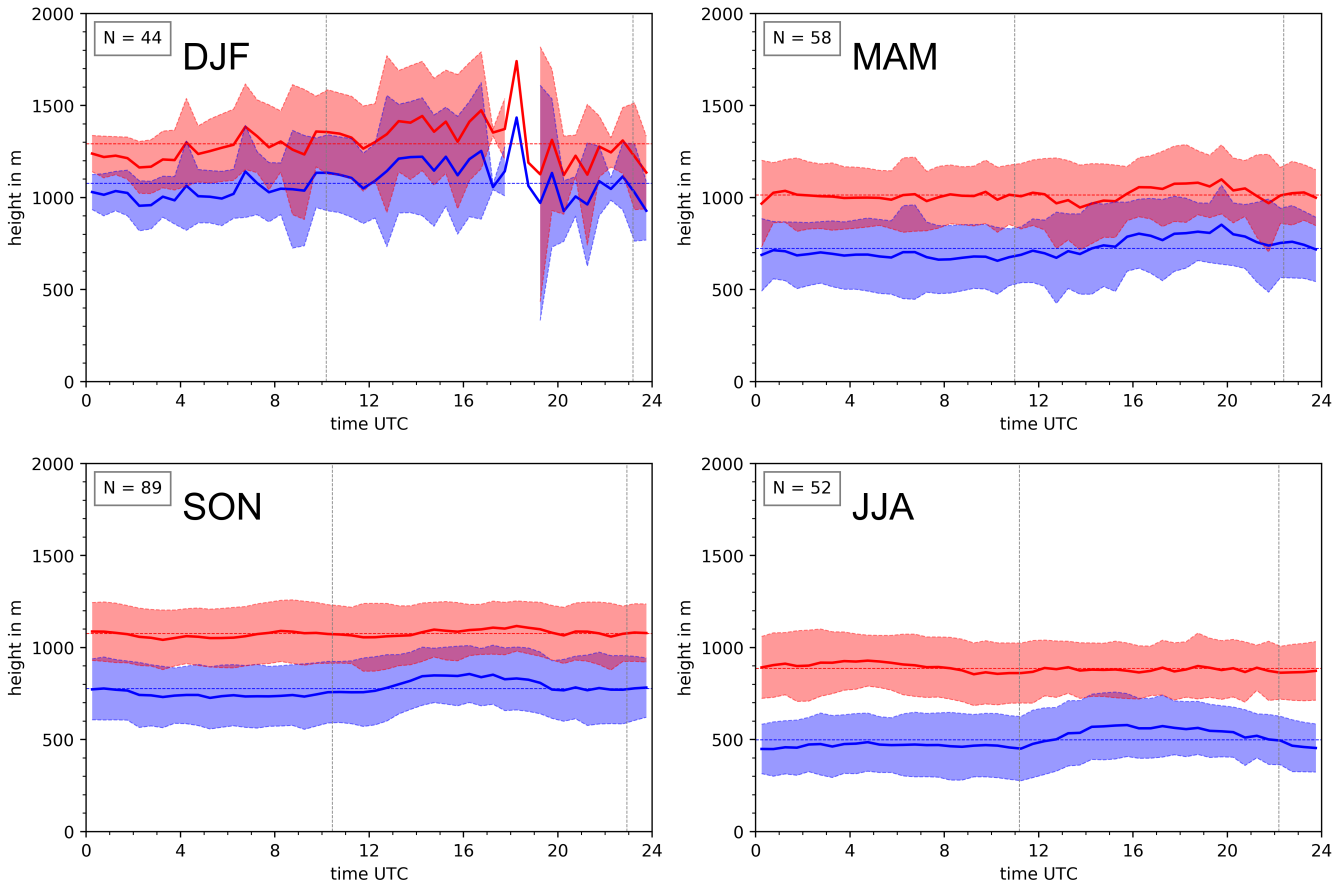 2000
1500
1000
500
0
height in m
N = 44
DJF
0 4 8 12 16 20 24
time UTC
2000
1500
1000
500
0
height in m
N = 58
MAM
0 4 8 12 16 20 24
time UTC
2000
1500
1000
500
0
height in m
N = 89
SON
0 4 8 12 16 20 24
time UTC
2000
1500
1000
500
0
height in m
N = 52
JJA
0 4 8 12 16 20 24
time UTC